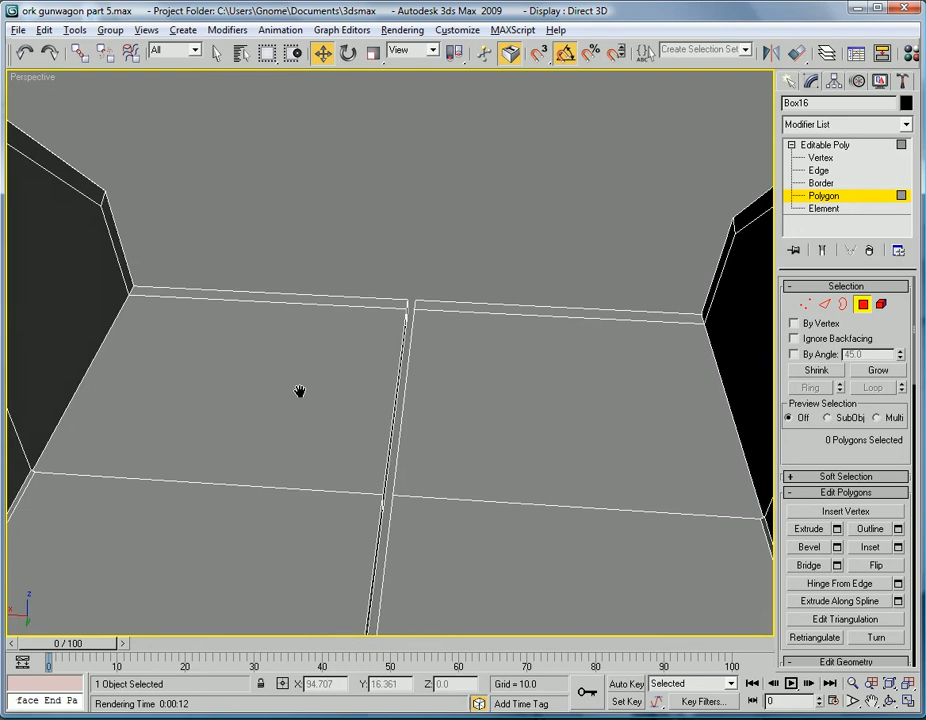 ork gunwagon part 5.max - Project Folder: C:\Users\Gnome\Documents\3dsmax - Autodesk 3ds Max 2009 - Display : Direct 3D
File Edit Tools Group Views Create Modifiers Animation Graph Editors Rendering Customize MAXScript Help
All View 3 Create Selection Set
Perspective
Box16
Modifier List
Editable Poly
Vertex
Edge
Border
Polygon
Element
Selection
By Vertex
Ignore Backfacing
By Angle: 45.0
Shrink Grow
Ring Loop
Preview Selection
Off SubObj Multi
0 Polygons Selected
Soft Selection
Edit Polygons
Insert Vertex
Extrude Outline
Bevel Inset
Bridge Flip
Hinge From Edge
Extrude Along Spline
Edit Triangulation
Retriangulate Turn
Edit Geometry
z
x
0 / 100
0 10 20 30 40 50 60 70 80 90 100
1 Object Selected X: 94.707 Y: 16.361 Z: 0.0 Grid = 10.0 Auto Key Selected
face End Pa Rendering Time 0:00:12 Add Time Tag Set Key Key Filters... 0